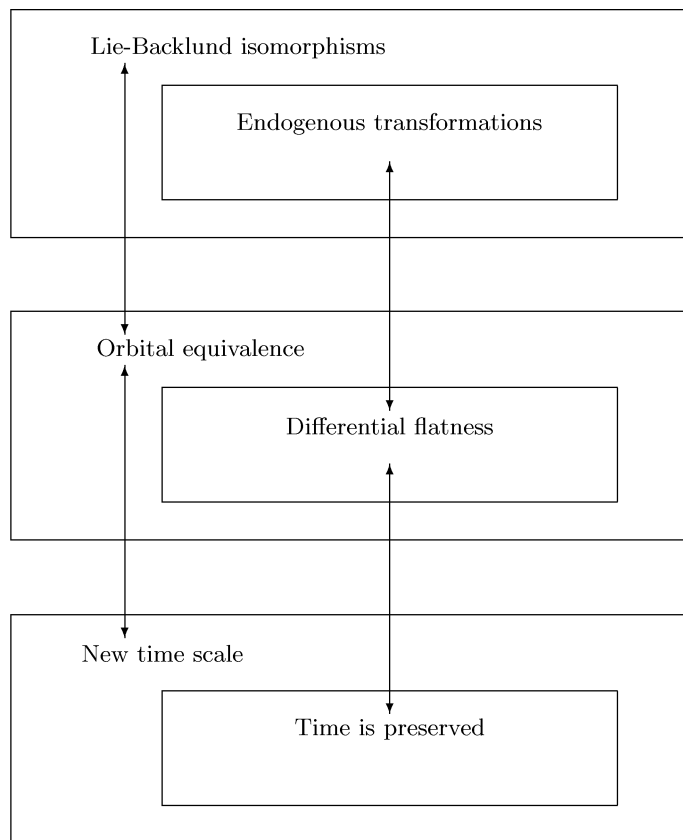 Lie-Backlund isomorphisms
Endogenous transformations
Orbital equivalence
Differential flatness
New time scale
Time is preserved